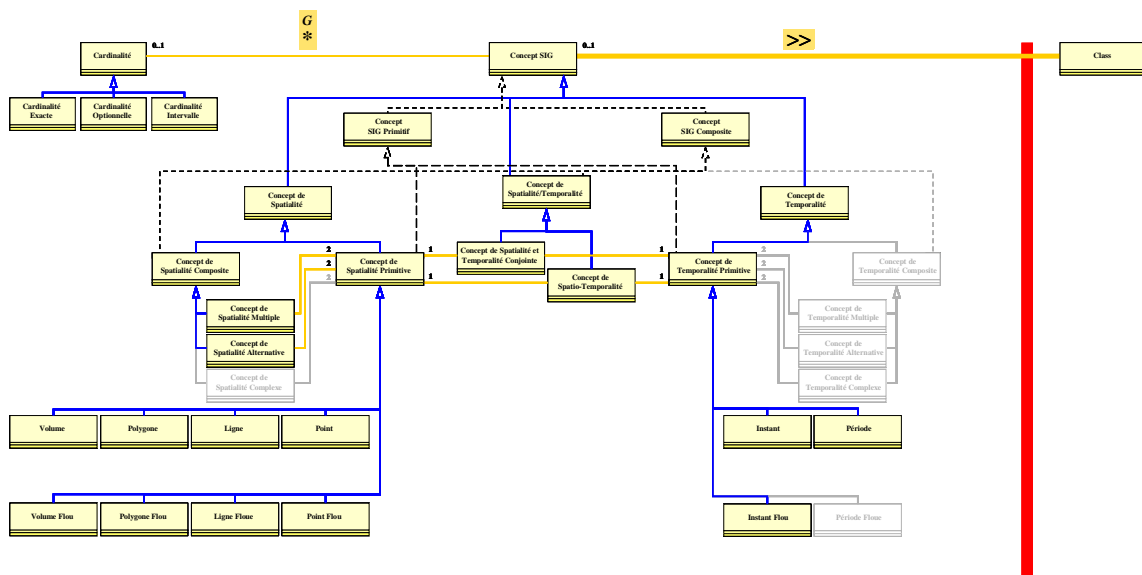 G
*
>>
Cardinalité
0..1
Concept SIG
0..1
Class
Cardinalité
Exacte
Cardinalité
Optionnelle
Cardinalité
Intervalle
Concept
SIG Primitif
Concept
SIG Composite
Concept de
Spatialité
Concept de
Spatialité/Temporalité
Concept de
Temporalité
Concept de
Spatialité Composite
2
2
2
Concept de
Spatialité Primitive
1
1
Concept de Spatialité et
Temporalité Conjointe
Concept de
Spatio-Temporalité
1
1
Concept de
Temporalité Primitive
2
2
2
Concept de
Temporalité Composite
Concept de
Spatialité Multiple
Concept de
Temporalité Multiple
Concept de
Spatialité Alternative
Concept de
Temporalité Alternative
Concept de
Spatialité Complexe
Concept de
Temporalité Complexe
Volume
Polygone
Ligne
Point
Instant
Période
Volume Flou
Polygone Flou
Ligne Floue
Point Flou
Instant Flou
Période Floue